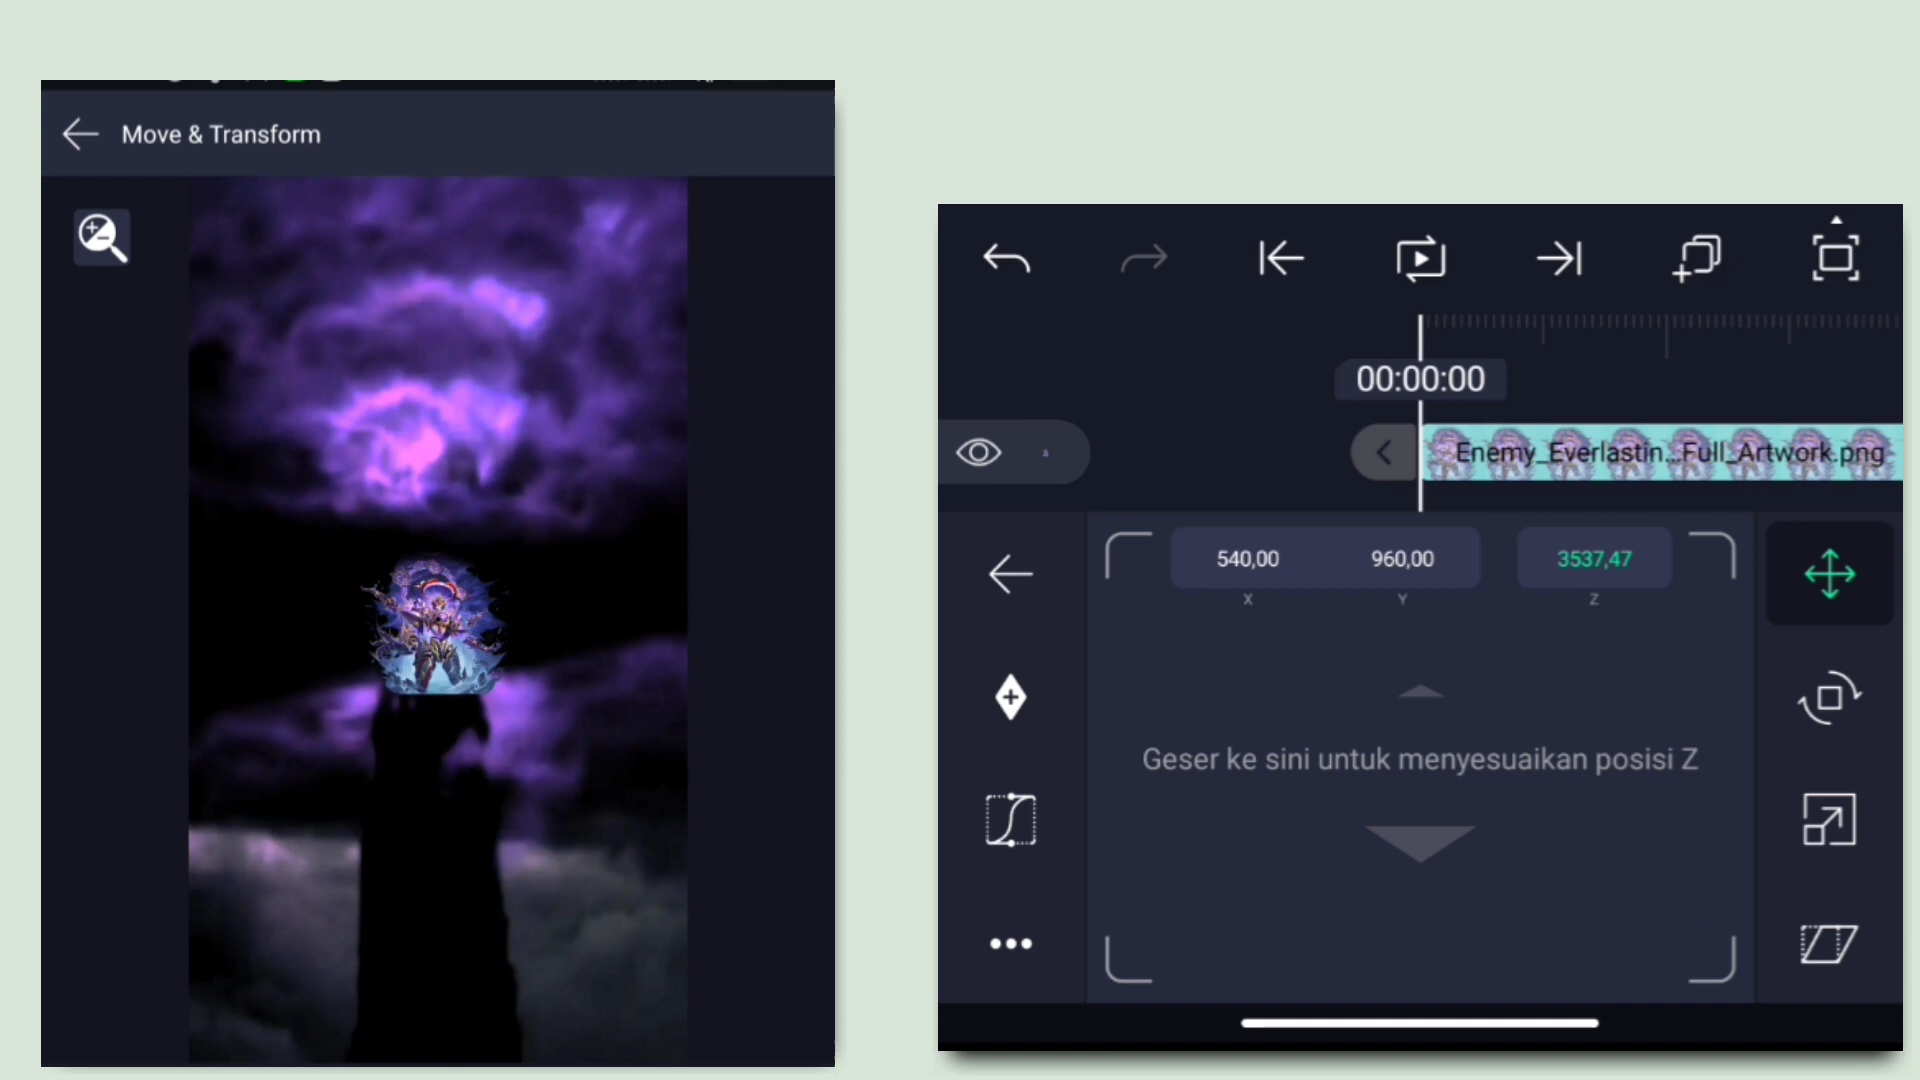 Move & Transform
00:00:00
Enemy_Everlastin...Full_Artwork.png
540,00 960,00 3537,47
X Y Z
Geser ke sini untuk menyesuaikan posisi Z